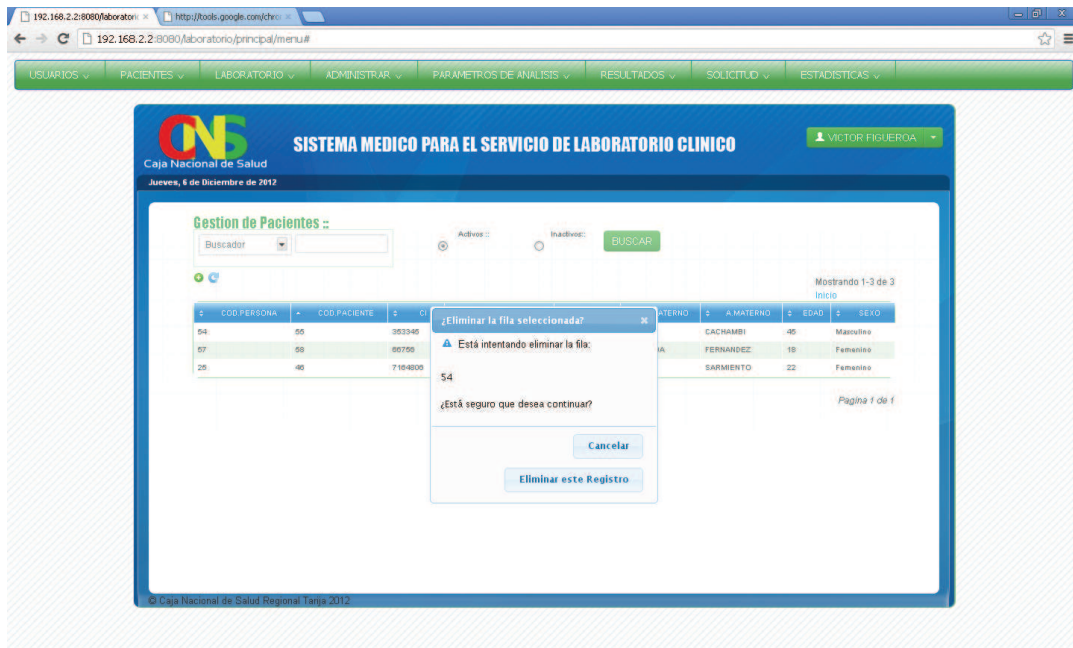 192.168.2.2:8080/laboratori × http://tools.google.com/chro ×
192.168.2.2:8080/laboratorio/principal/menu#
USUARIOS PACIENTES LABORATORIO ADMINISTRAR PARAMETROS DE ANALISIS RESULTADOS SOLICITUD ESTADISTICAS
CNS
Caja Nacional de Salud
SISTEMA MEDICO PARA EL SERVICIO DE LABORATORIO CLINICO
VICTOR FIGUEROA
Jueves, 6 de Diciembre de 2012
Gestion de Pacientes ::
Buscador Activos :: Inactivos:: BUSCAR
Mostrando 1-3 de 3
Inicio
COD.PERSONA COD.PACIENTE CI ATERNO A.MATERNO EDAD SEXO
54 55 353345 CACHAMBI 45 Masculino
57 58 66756 DA FERNANDEZ 19 Femenino
25 46 7164806 SARMIENTO 22 Femenino
Pagina 1 de 1
¿Eliminar la fila seleccionada? ×
Está intentando eliminar la fila:
54
¿Está seguro que desea continuar?
Cancelar
Eliminar este Registro
© Caja Nacional de Salud Regional Tarija 2012